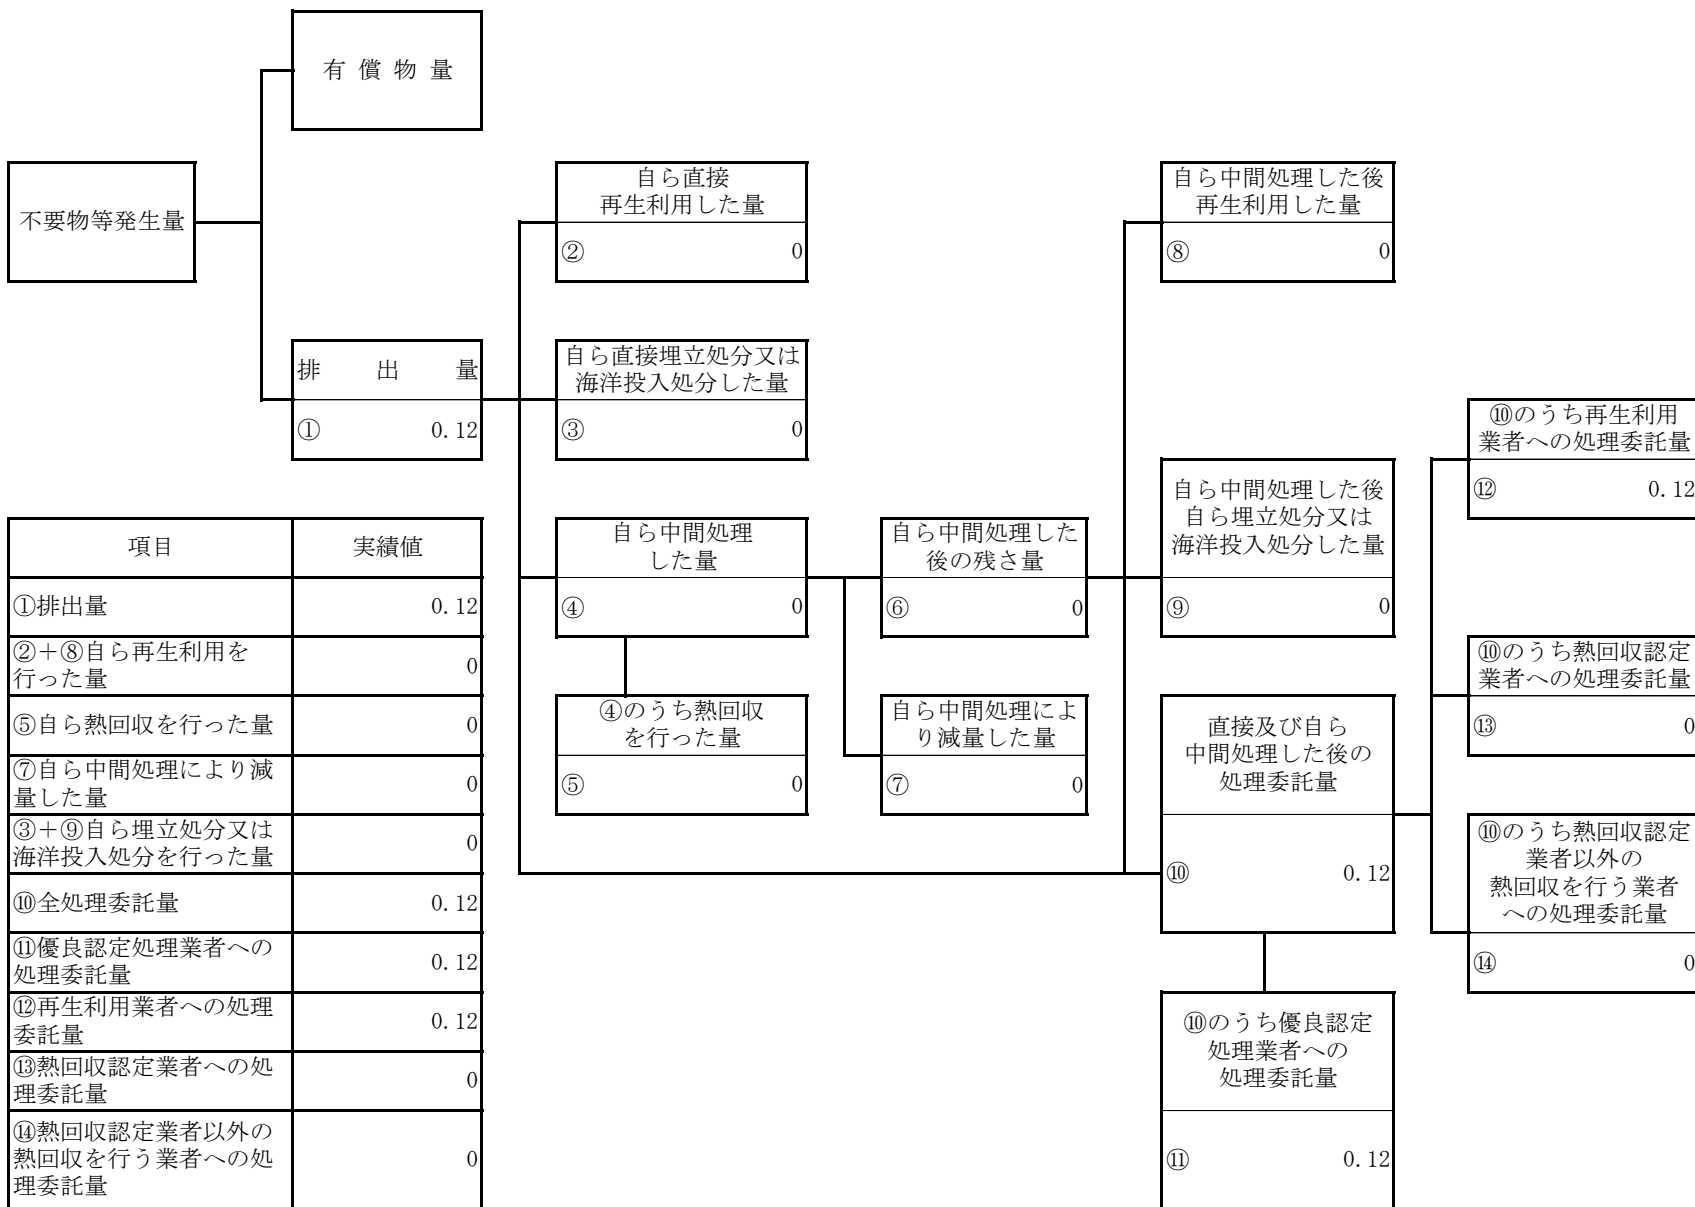 有償物量
不要物等発生量
自ら直接
再生利用した量
② 0
自ら中間処理した後
再生利用した量
⑧ 0
排出量
① 0.12
自ら直接埋立処分又は
海洋投入処分した量
③ 0
⑩のうち再生利用
業者への処理委託量
⑫ 0.12
自ら中間処理した後
自ら埋立処分又は
海洋投入処分した量
⑨ 0
自ら中間処理
した量
④ 0
自ら中間処理した
後の残さ量
⑥ 0
⑩のうち熱回収認定
業者への処理委託量
⑬ 0
④のうち熱回収
を行った量
⑤ 0
自ら中間処理によ
り減量した量
⑦ 0
直接及び自ら
中間処理した後の
処理委託量
⑩ 0.12
⑩のうち熱回収認定
業者以外の
熱回収を行う業者
への処理委託量
⑭ 0
⑩のうち優良認定
処理業者への
処理委託量
⑪ 0.12
項目 実績値
①排出量 0.12
②+⑧自ら再生利用を
行った量 0
⑤自ら熱回収を行った量 0
⑦自ら中間処理により減
量した量 0
③+⑨自ら埋立処分又は
海洋投入処分を行った量 0
⑩全処理委託量 0.12
⑪優良認定処理業者への
処理委託量 0.12
⑫再生利用業者への処理
委託量 0.12
⑬熱回収認定業者への処
理委託量 0
⑭熱回収認定業者以外の
熱回収を行う業者への処
理委託量 0